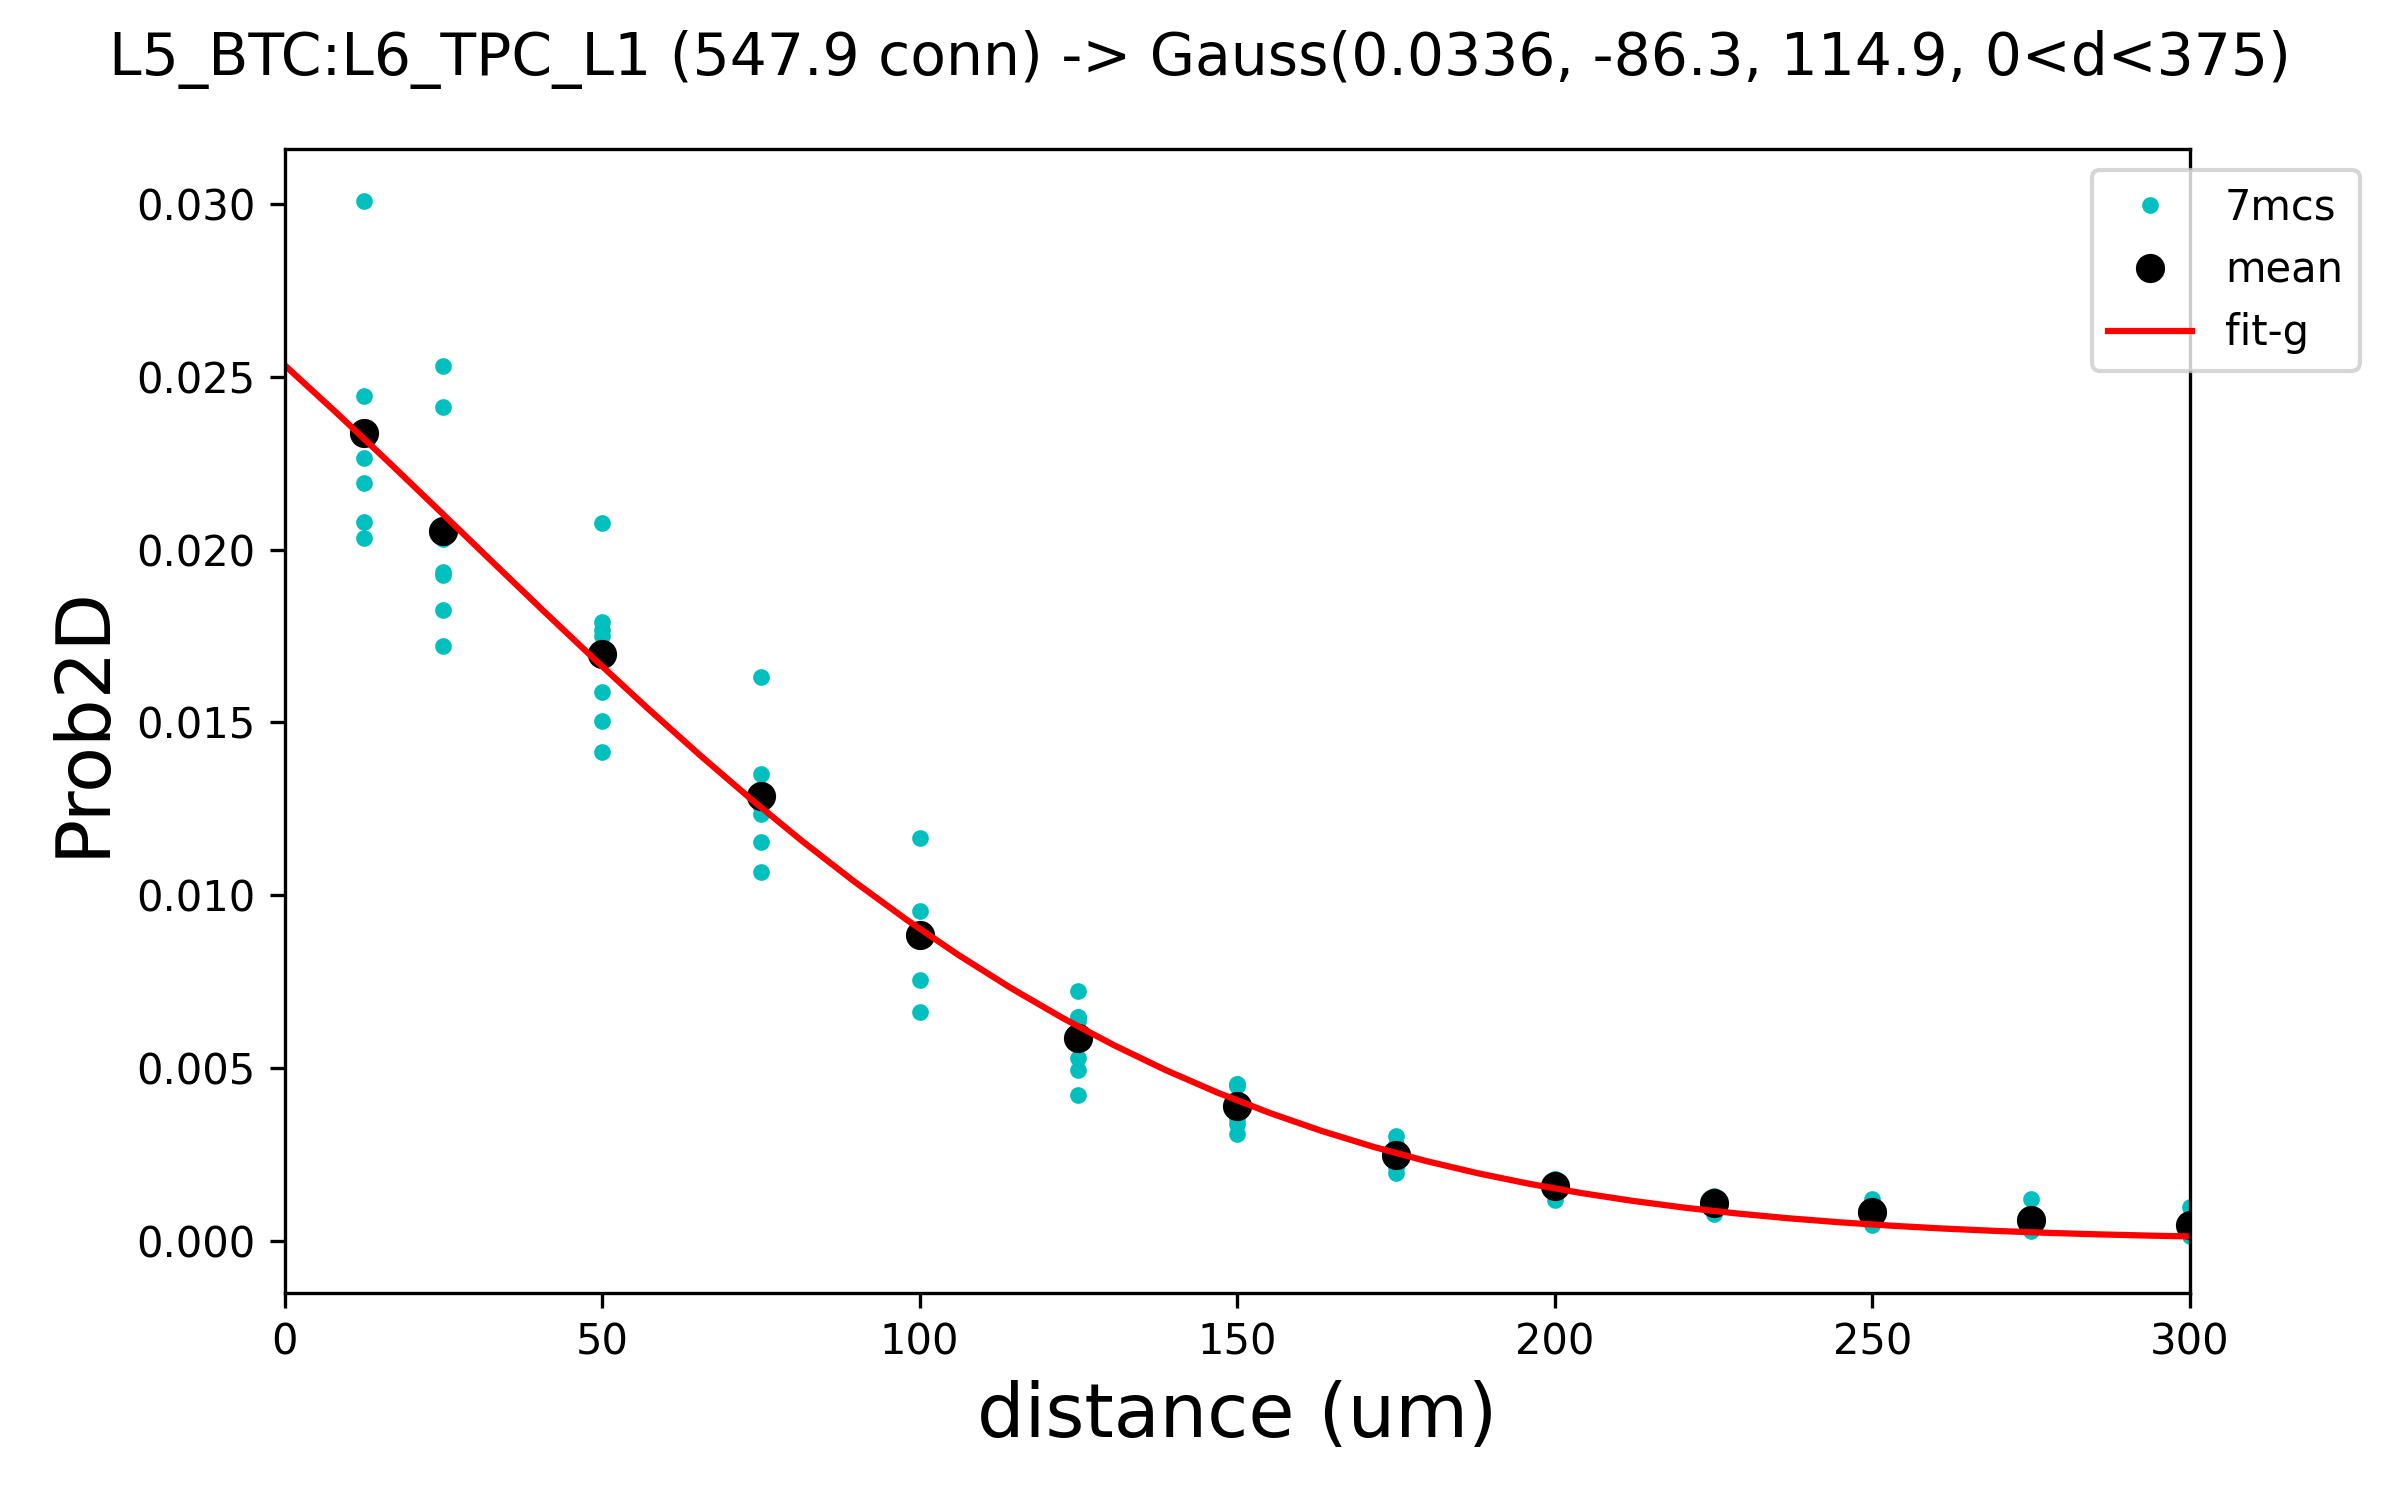 L5_BTC:L6_TPC_L1 (547.9 conn) -> Gauss(0.0336, -86.3, 114.9, 0<d<375)
7mcs
mean
fit-g
Prob2D
0.030
0.025
0.020
0.015
0.010
0.005
0.000
0 50 100 150 200 250 300
distance (um)